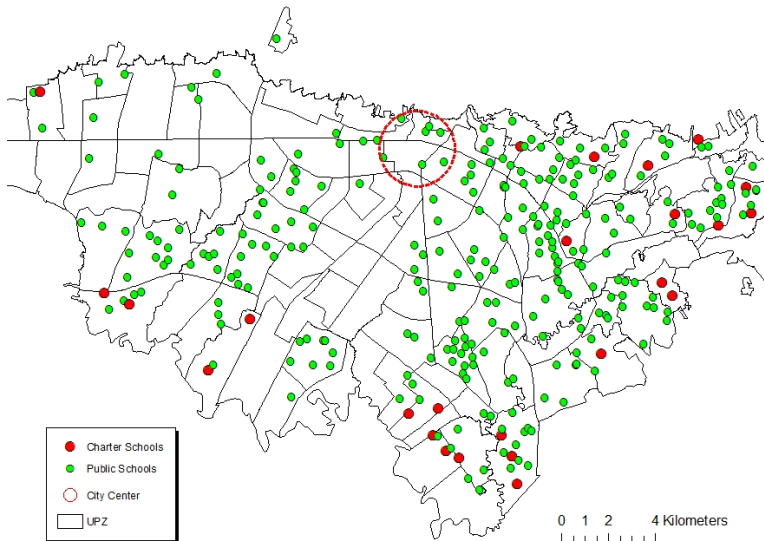 Charter Schools
Public Schools
City Center
UPZ
0 1 2 4 Kilometers